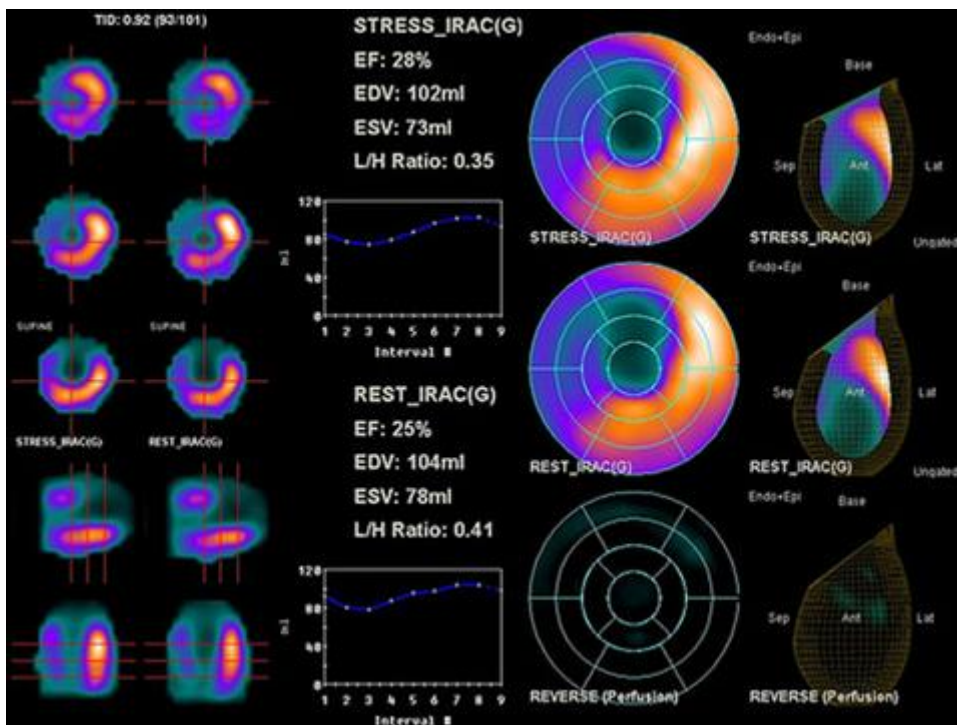 TID: 0.92 (93/101)
SUPINE
SUPINE
STRESS_IRAC(G)
REST_IRAC(G)
STRESS_IRAC(G)
EF: 28%
EDV: 102ml
ESV: 73ml
L/H Ratio: 0.35
120
80
40
0
ml
1 2 3 4 5 6 7 8 9
Interval #
REST_IRAC(G)
EF: 25%
EDV: 104ml
ESV: 78ml
L/H Ratio: 0.41
120
80
40
0
ml
1 2 3 4 5 6 7 8 9
Interval #
STRESS_IRAC(G)
REST_IRAC(G)
REVERSE (Perfusion)
Endo+Epi
Base
Sep
Ant
Lat
STRESS_IRAC(G)
Ungated
Endo+Epi
Base
Sep
Ant
Lat
REST_IRAC(G)
Ungated
Endo+Epi
Base
Sep
Ant
Lat
REVERSE (Perfusion)